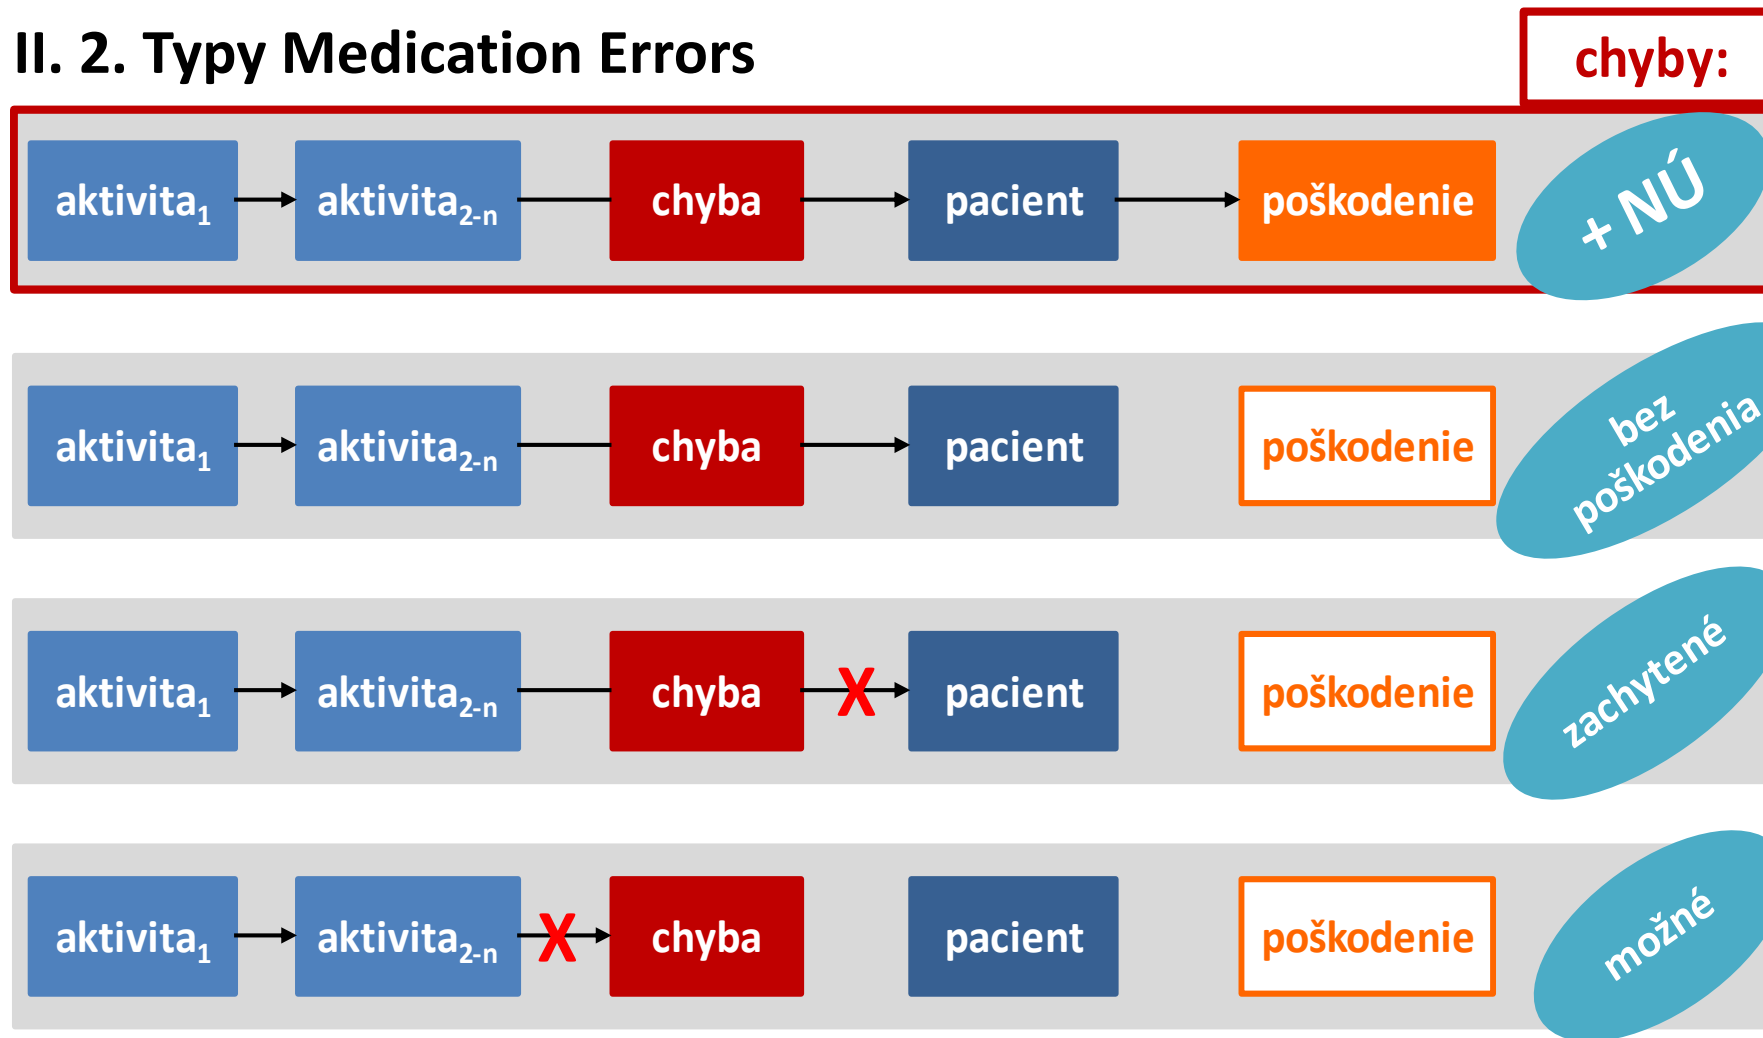 II. 2. Typy Medication Errors
chyby:
aktivita₁ aktivita₂₋ₙ chyba pacient poškodenie + NÚ
aktivita₁ aktivita₂₋ₙ chyba pacient poškodenie bez
poškodenia
aktivita₁ aktivita₂₋ₙ chyba X pacient poškodenie zachytené
aktivita₁ aktivita₂₋ₙ X chyba pacient poškodenie možné